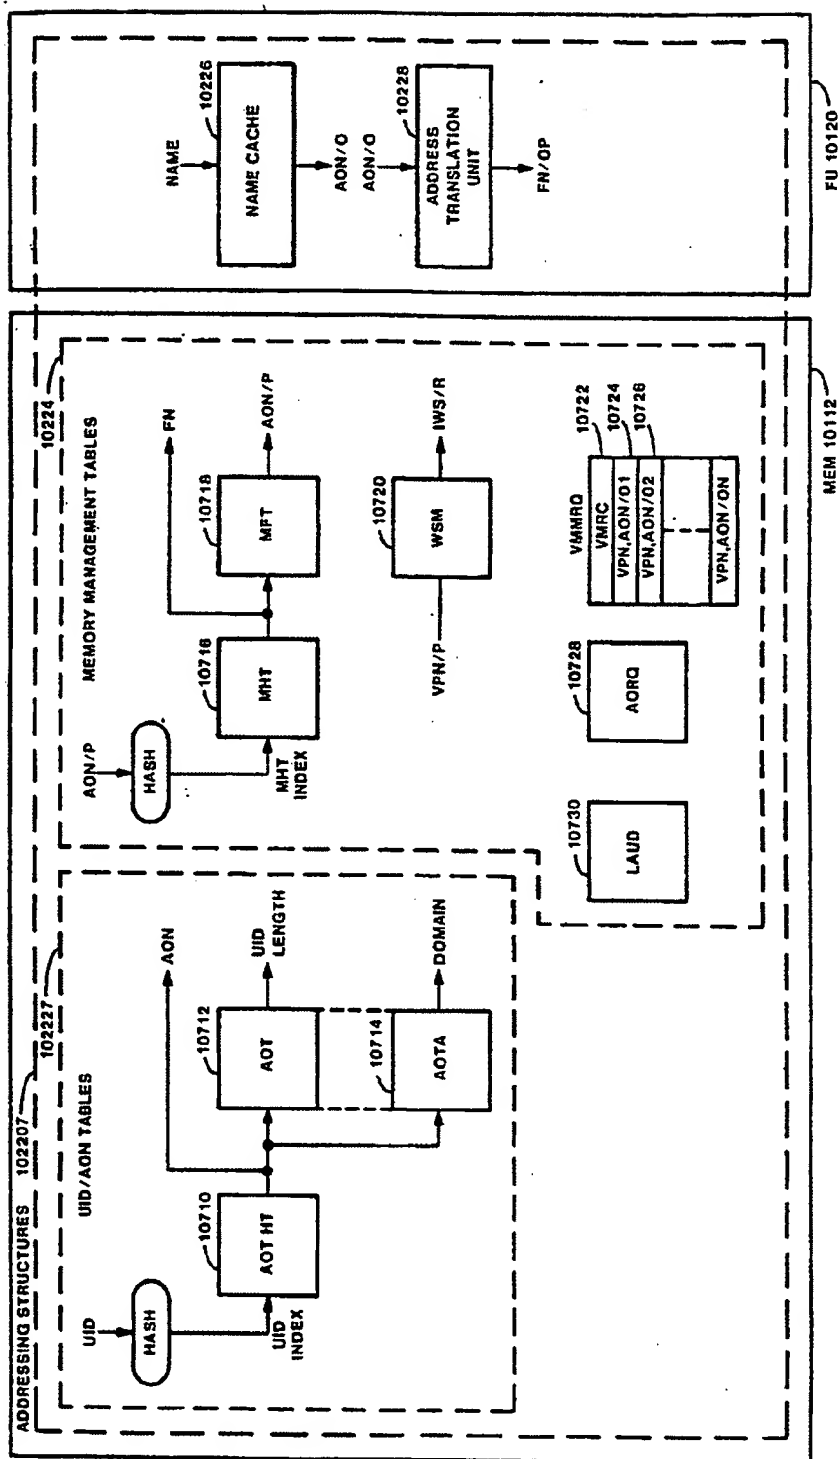 ADDRESSING STRUCTURES 102207
102227
UID/AON TABLES
UID
HASH
UID
INDEX
10710
AOT HT
AON
10712
AOT
UID
LENGTH
10714
AOTA
DOMAIN
10224
MEMORY MANAGEMENT TABLES
AON/P
HASH
MHT
INDEX
10716
MHT
FN
10718
MFT
AON/P
VPN/P
10720
WSM
IWS/R
10730
LAUD
10728
AORQ
VMMRQ
VMRC
10722
VPN,AON/O1
10724
VPN,AON/O2
10726
VPN,AON/ON
MEM 10112
NAME
10226
NAME CACHE
AON/O
AON/O
10228
ADDRESS
TRANSLATION
UNIT
FN/OP
FU 10120